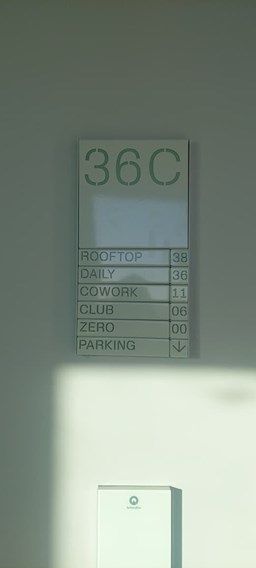 36C
ROOFTOP 38
DAILY 36
COWORK 11
CLUB 06
ZERO 00
PARKING ↓